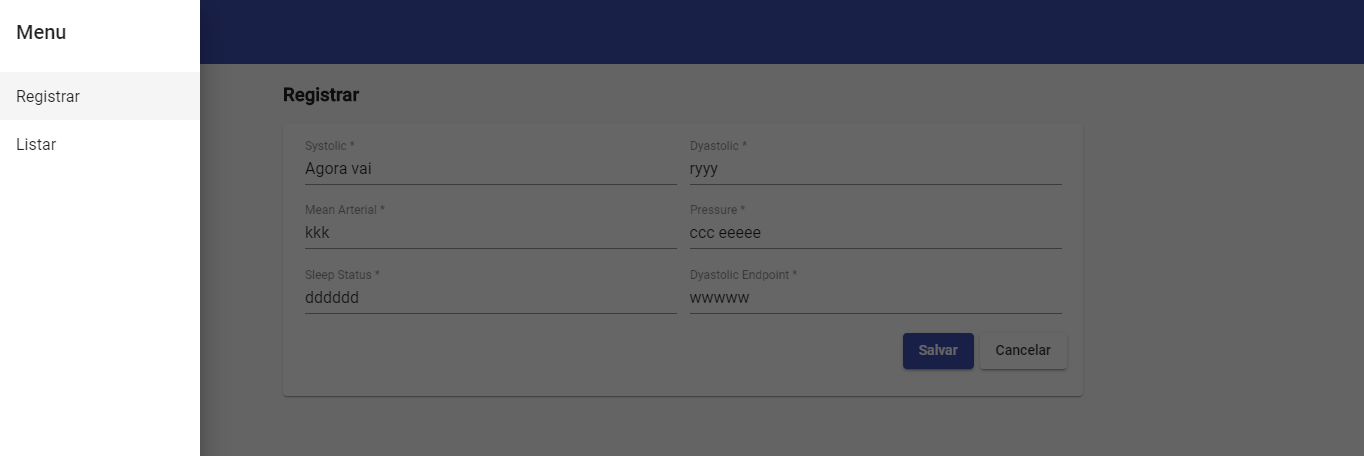 Menu
Registrar
Listar
Registrar
Systolic * Dyastolic *
Agora vai ryyy
Mean Arterial * Pressure *
kkk ccc eeeee
Sleep Status * Dyastolic Endpoint *
dddddd wwwww
Salvar Cancelar